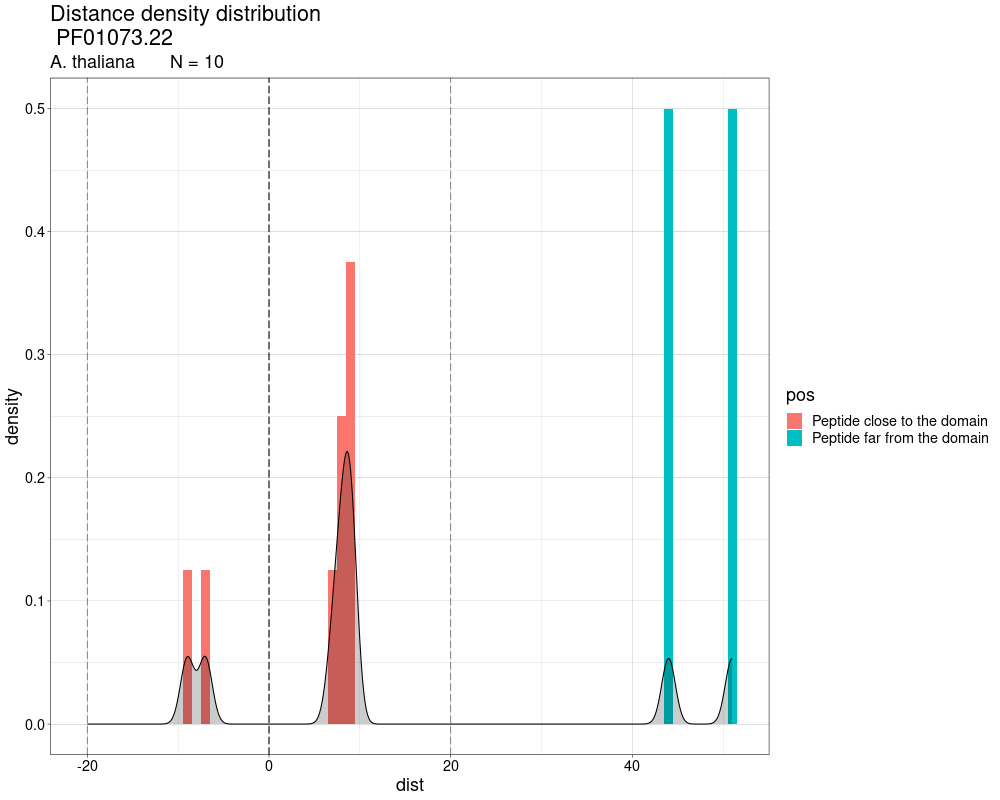 Distance density distribution
PF01073.22
A. thaliana N = 10
0.5
0.4
0.3
0.2
0.1
0.0
density
-20 0 20 40
dist
pos
Peptide close to the domain
Peptide far from the domain